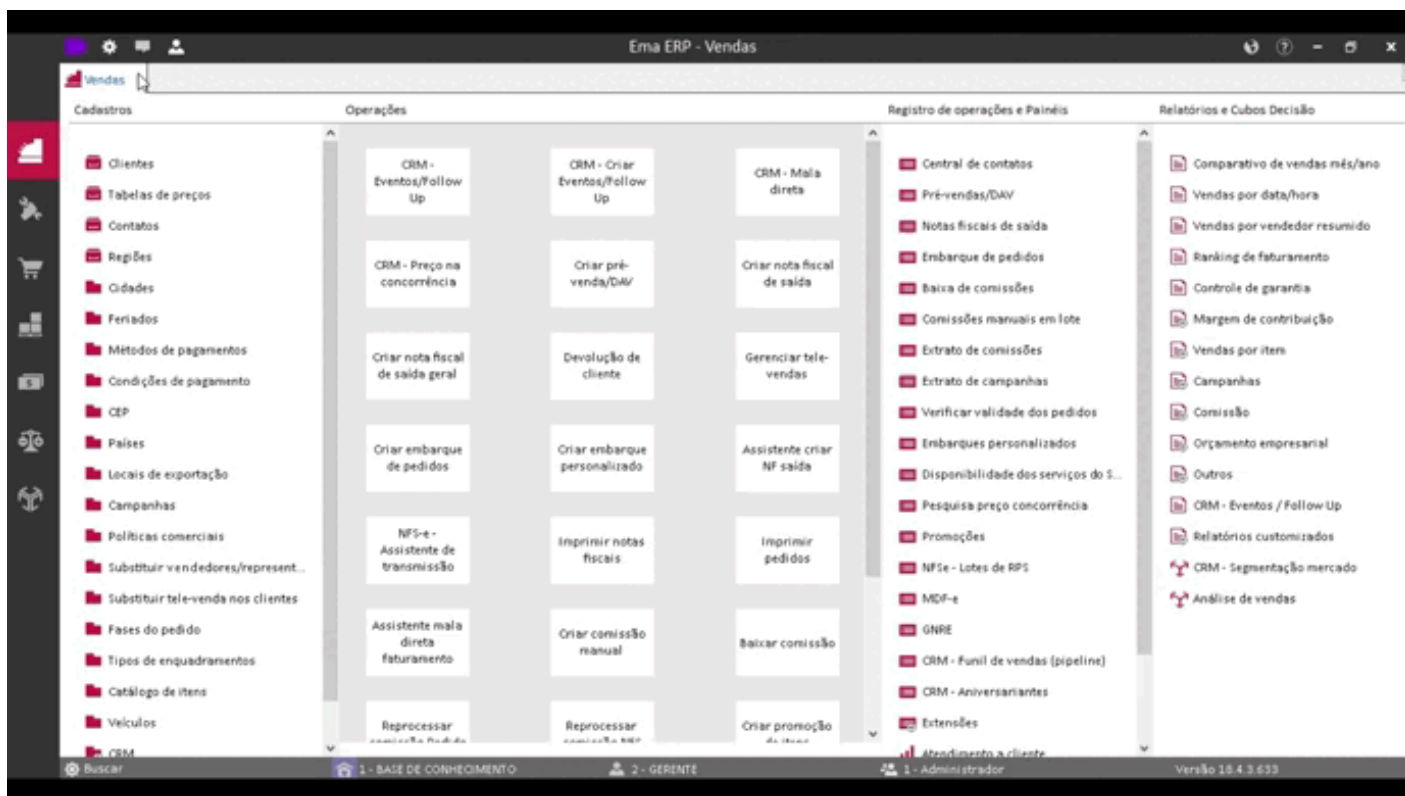 Ema ERP - Vendas
Vendas
Cadastros
Operações
Registro de operações e Painéis
Relatórios e Cubos Decisão
Clientes
Tabelas de preços
Contatos
Regiões
Cidades
Feriados
Métodos de pagamentos
Condições de pagamento
CEP
Países
Locais de exportação
Campanhas
Políticas comerciais
Substituir vendedores/represent...
Substituir tele-venda nos clientes
Fases do pedido
Tipos de enquadramentos
Catálogo de itens
Veículos
CRM
CRM -
Eventos/Follow
Up
CRM - Criar
Eventos/Follow
Up
CRM - Mala
direta
CRM - Preço na
concorrência
Criar pré-
venda/DAV
Criar nota fiscal
de saída
Criar nota fiscal
de saída geral
Devolução de
cliente
Gerenciar tele-
vendas
Criar embarque
de pedidos
Criar embarque
personalizado
Assistente criar
NF saída
NFS-e -
Assistente de
transmissão
Imprimir notas
fiscais
Imprimir
pedidos
Assistente mala
direta
faturamento
Criar comissão
manual
Baixar comissão
Reprocessar
comissão Pedido
Reprocessar
comissão NFS
Criar promoção
de itens
Central de contatos
Pré-vendas/DAV
Notas fiscais de saída
Embarque de pedidos
Baixa de comissões
Comissões manuais em lote
Extrato de comissões
Extrato de campanhas
Verificar validade dos pedidos
Embarques personalizados
Disponibilidade dos serviços do S...
Pesquisa preço concorrência
Promoções
NFSe - Lotes de RPS
MDF-e
GNRE
CRM - Funil de vendas (pipeline)
CRM - Aniversariantes
Extensões
Atendimento a cliente
Comparativo de vendas mês/ano
Vendas por data/hora
Vendas por vendedor resumido
Ranking de faturamento
Controle de garantia
Margem de contribuição
Vendas por item
Campanhas
Comissão
Orçamento empresarial
Outros
CRM - Eventos / Follow Up
Relatórios customizados
CRM - Segmentação mercado
Análise de vendas
Buscar
1 - BASE DE CONHECIMENTO
2 - GERENTE
1 - Administrador
Versão 18.4.3.633